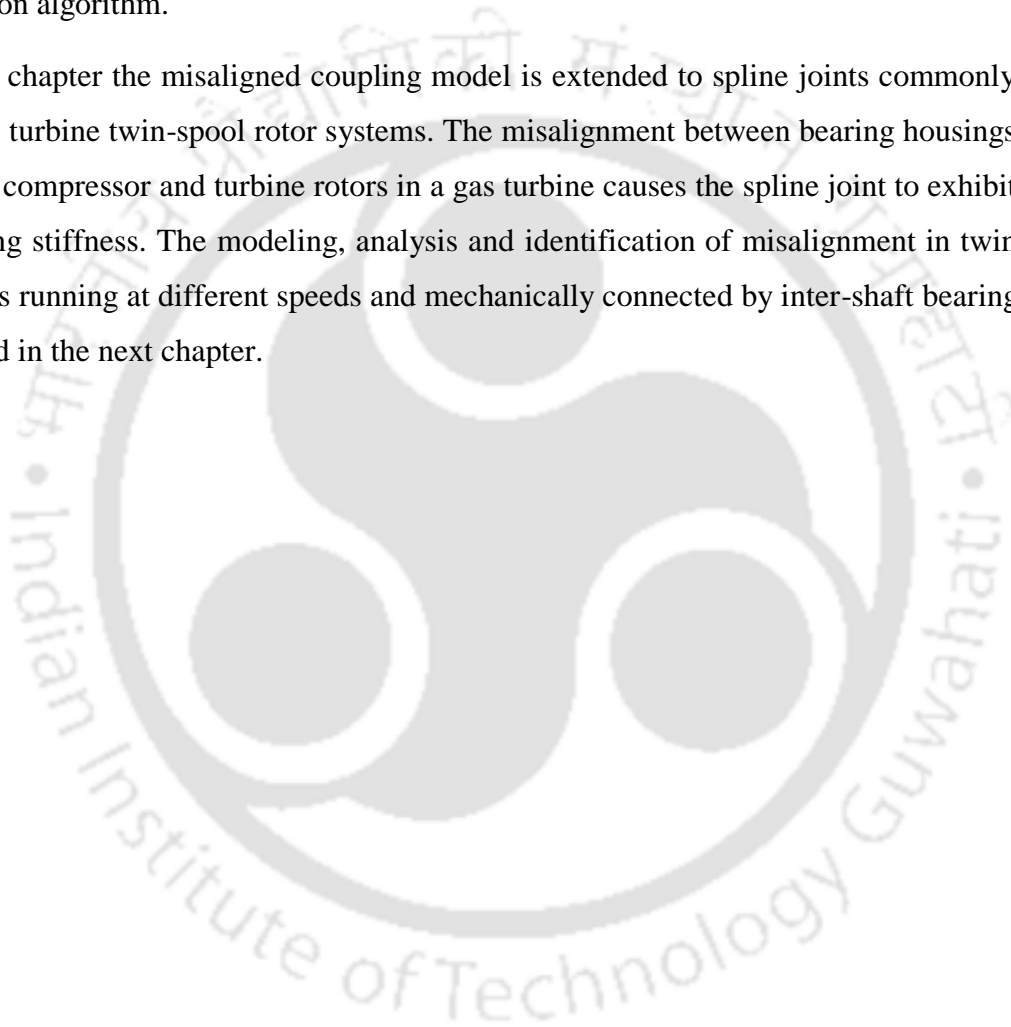 on algorithm.
chapter the misaligned coupling model is extended to spline joints commonly
turbine twin-spool rotor systems. The misalignment between bearing housings
compressor and turbine rotors in a gas turbine causes the spline joint to exhibit
ng stiffness. The modeling, analysis and identification of misalignment in twin
s running at different speeds and mechanically connected by inter-shaft bearing
d in the next chapter.
Indian Institute of Technology Guwahati